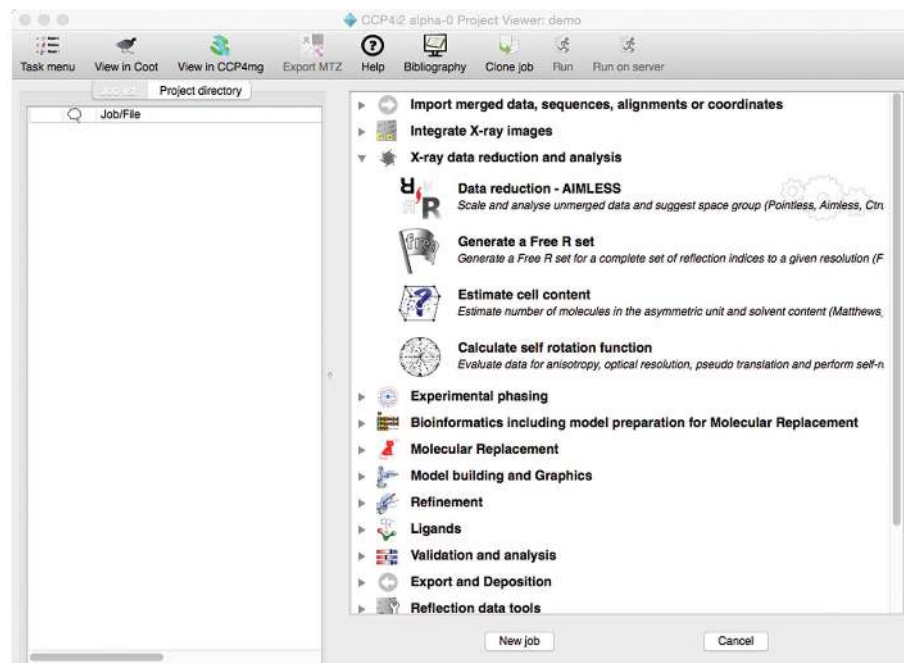 CCP4i2 alpha-0 Project Viewer: demo
Task menu View in Coot View in CCP4mg Export MTZ Help Bibliography Clone job Run Run on server
Job list Project directory
Job/File
Import merged data, sequences, alignments or coordinates
Integrate X-ray images
X-ray data reduction and analysis
Data reduction - AIMLESS
Scale and analyse unmerged data and suggest space group (Pointless, Aimless, Ctru
Generate a Free R set
Generate a Free R set for a complete set of reflection indices to a given resolution (F
Estimate cell content
Estimate number of molecules in the asymmetric unit and solvent content (Matthews,
Calculate self rotation function
Evaluate data for anisotropy, optical resolution, pseudo translation and perform self-r
Experimental phasing
Bioinformatics including model preparation for Molecular Replacement
Molecular Replacement
Model building and Graphics
Refinement
Ligands
Validation and analysis
Export and Deposition
Reflection data tools
New job Cancel